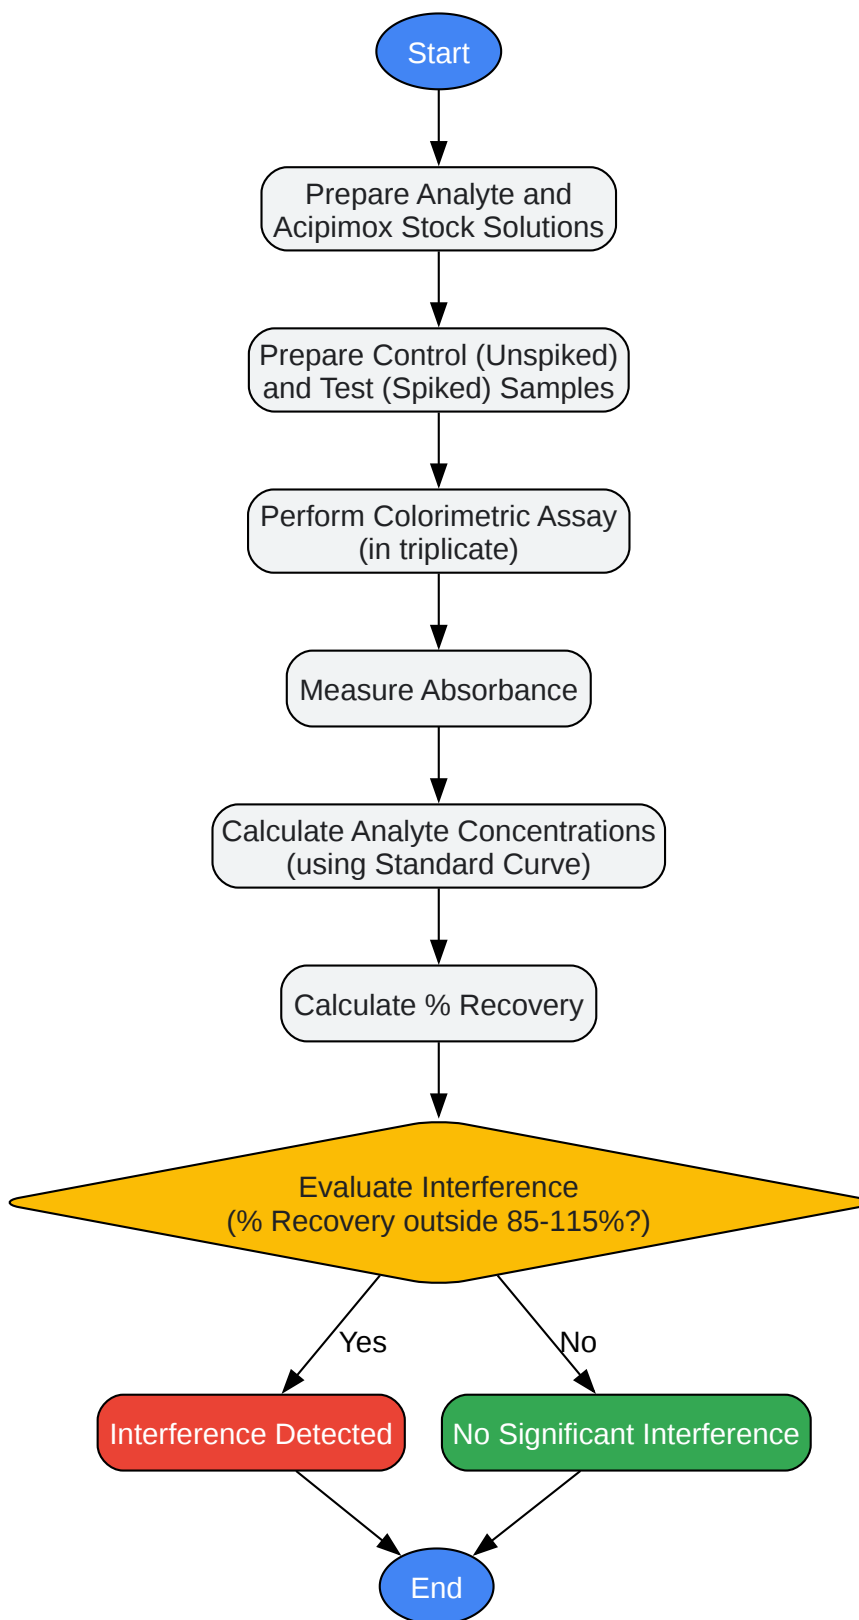 Start
Prepare Analyte and
Acipimox Stock Solutions
Prepare Control (Unspiked)
and Test (Spiked) Samples
Perform Colorimetric Assay
(in triplicate)
Measure Absorbance
Calculate Analyte Concentrations
(using Standard Curve)
Calculate % Recovery
Evaluate Interference
(% Recovery outside 85-115%?)
Yes
No
Interference Detected
No Significant Interference
End